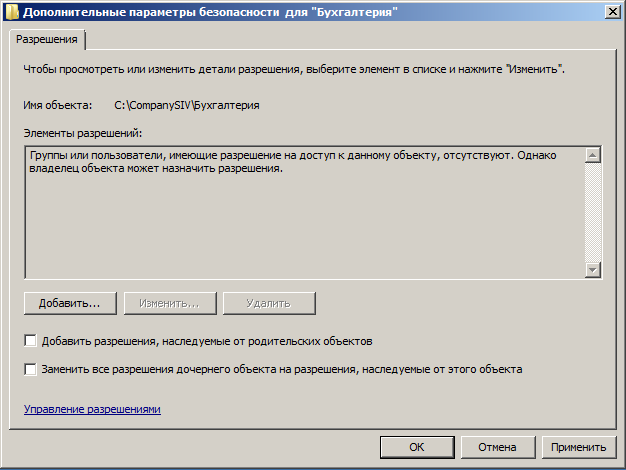 Дополнительные параметры безопасности для "Бухгалтерия"
Разрешения
Чтобы просмотреть или изменить детали разрешения, выберите элемент в списке и нажмите "Изменить".
Имя объекта: C:\CompanySIV\Бухгалтерия
Элементы разрешений:
Группы или пользователи, имеющие разрешение на доступ к данному объекту, отсутствуют. Однако
владелец объекта может назначить разрешения.
Добавить... Изменить... Удалить
Добавить разрешения, наследуемые от родительских объектов
Заменить все разрешения дочернего объекта на разрешения, наследуемые от этого объекта
Управление разрешениями
ОК Отмена Применить